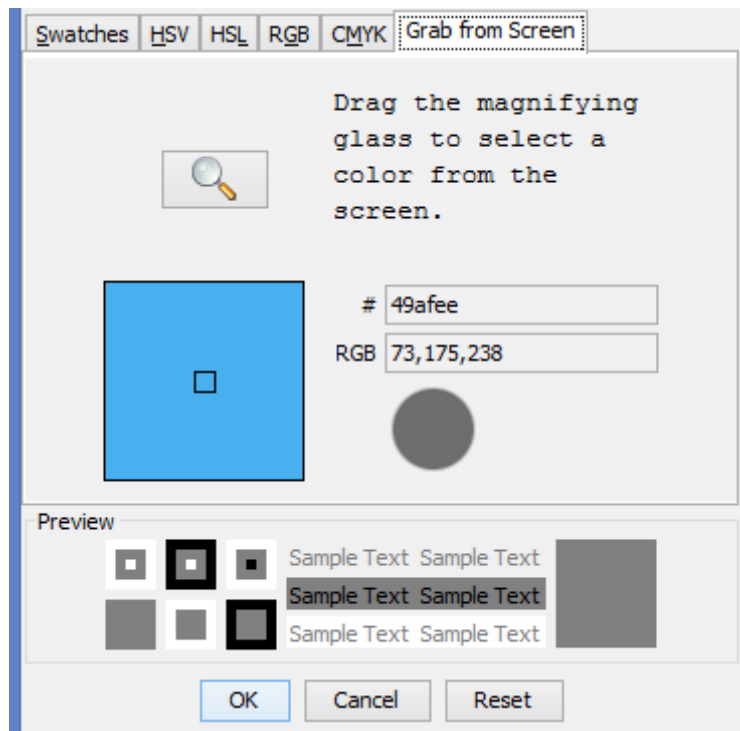 Swatches HSV HSL RGB CMYK Grab from Screen
Drag the magnifying
glass to select a
color from the
screen.
# 49afee
RGB 73,175,238
Preview
Sample Text Sample Text
Sample Text Sample Text
Sample Text Sample Text
OK Cancel Reset